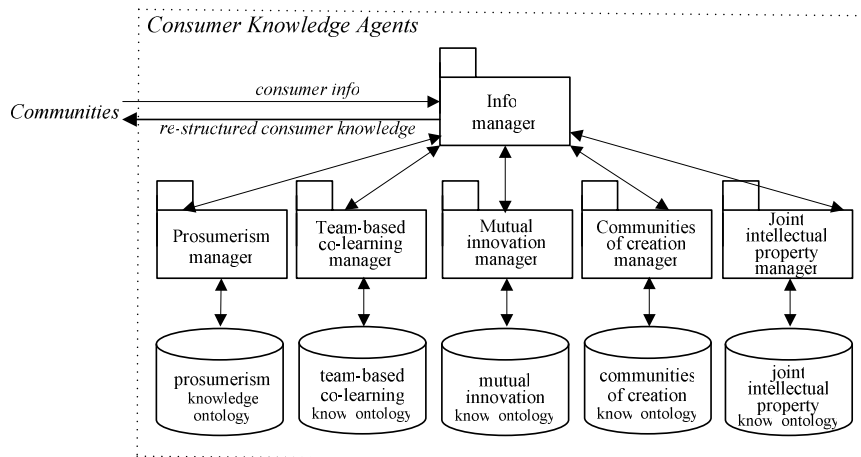 Consumer Knowledge Agents
consumer info
Communities
re-structured consumer knowledge
Info
manager
Prosumerism
manager
Team-based
co-learning
manager
Mutual
innovation
manager
Communities
of creation
manager
Joint
intellectual
property
manager
prosumerism
knowledge
ontology
team-based
co-learning
know ontology
mutual
innovation
know ontology
communities
of creation
know ontology
joint
intellectual
property
know ontology